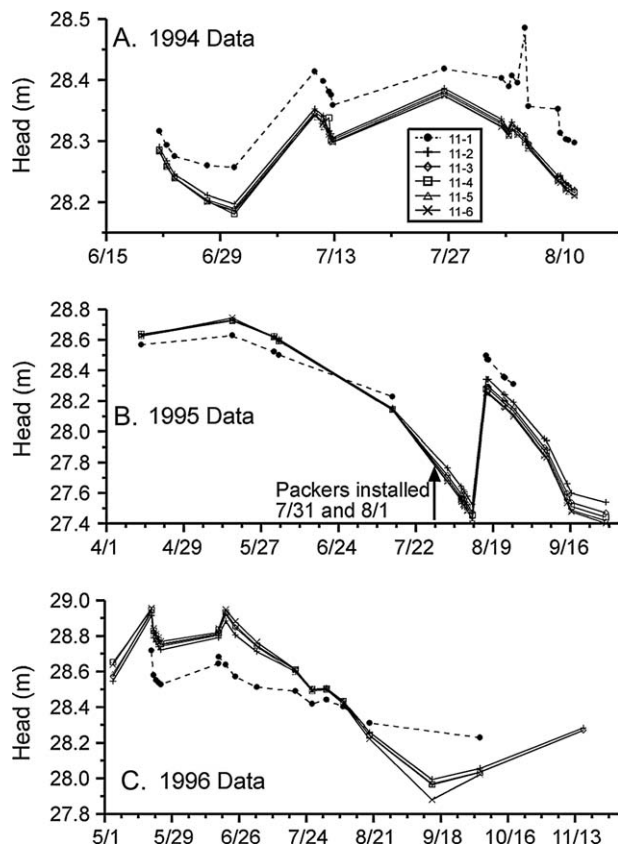 A. 1994 Data
Head (m)
28.5
28.4
28.3
28.2
11-1
11-2
11-3
11-4
11-5
11-6
6/15 6/29 7/13 7/27 8/10
B. 1995 Data
Head (m)
28.8
28.6
28.4
28.2
28.0
27.8
27.6
27.4
Packers installed
7/31 and 8/1
4/1 4/29 5/27 6/24 7/22 8/19 9/16
C. 1996 Data
Head (m)
29.0
28.8
28.6
28.4
28.2
28.0
27.8
5/1 5/29 6/26 7/24 8/21 9/18 10/16 11/13